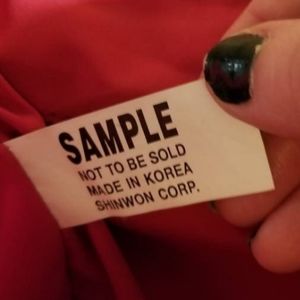 SAMPLE
NOT TO BE SOLD
MADE IN KOREA
SHINWON CORP.